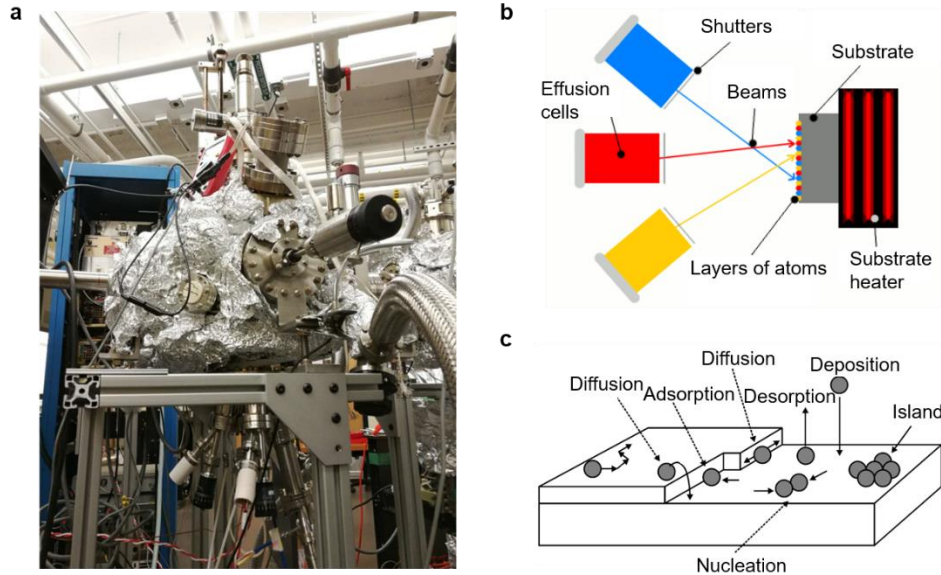 a
b
Shutters
Substrate
Effusion
cells
Beams
Layers of atoms
Substrate
heater
c
Diffusion
Deposition
Diffusion
Adsorption
Desorption
Island
Nucleation